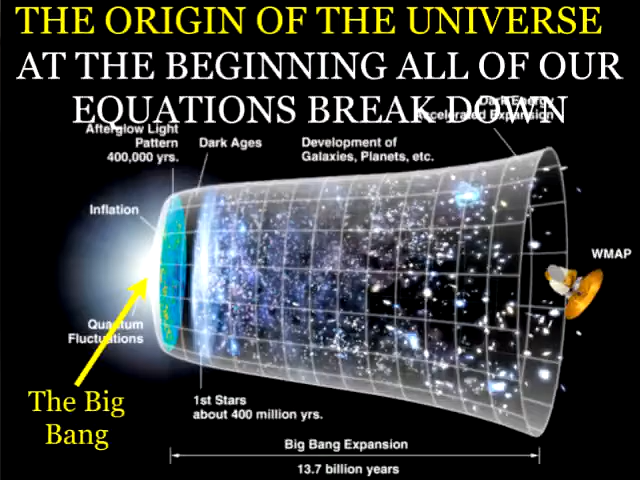 THE ORIGIN OF THE UNIVERSE
AT THE BEGINNING ALL OF OUR
EQUATIONS BREAK DOWN
Dark Energy
Accelerated Expansion
Afterglow Light
Pattern
400,000 yrs.
Dark Ages
Development of
Galaxies, Planets, etc.
Inflation
WMAP
Quantum
Fluctuations
The Big
Bang
1st Stars
about 400 million yrs.
Big Bang Expansion
13.7 billion years